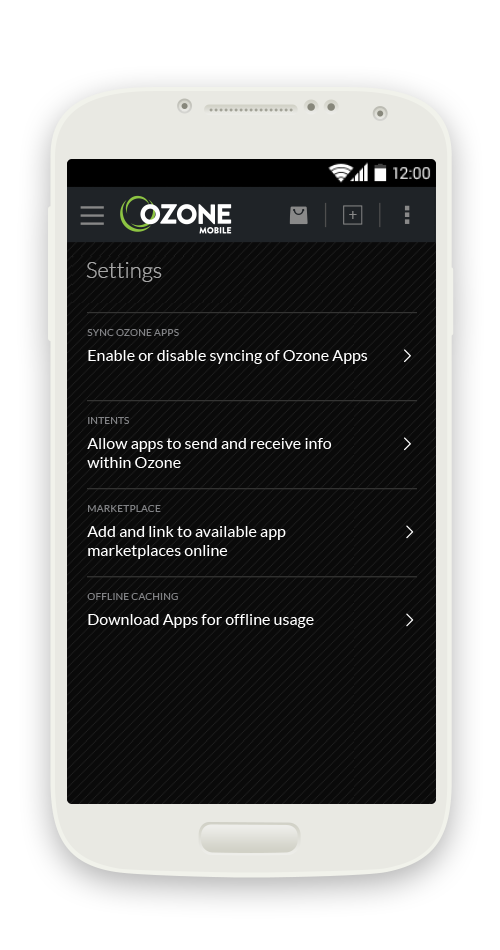 12:00
OZONE
MOBILE
Settings
SYNC OZONE APPS
Enable or disable syncing of Ozone Apps
INTENTS
Allow apps to send and receive info
within Ozone
MARKETPLACE
Add and link to available app
marketplaces online
OFFLINE CACHING
Download Apps for offline usage